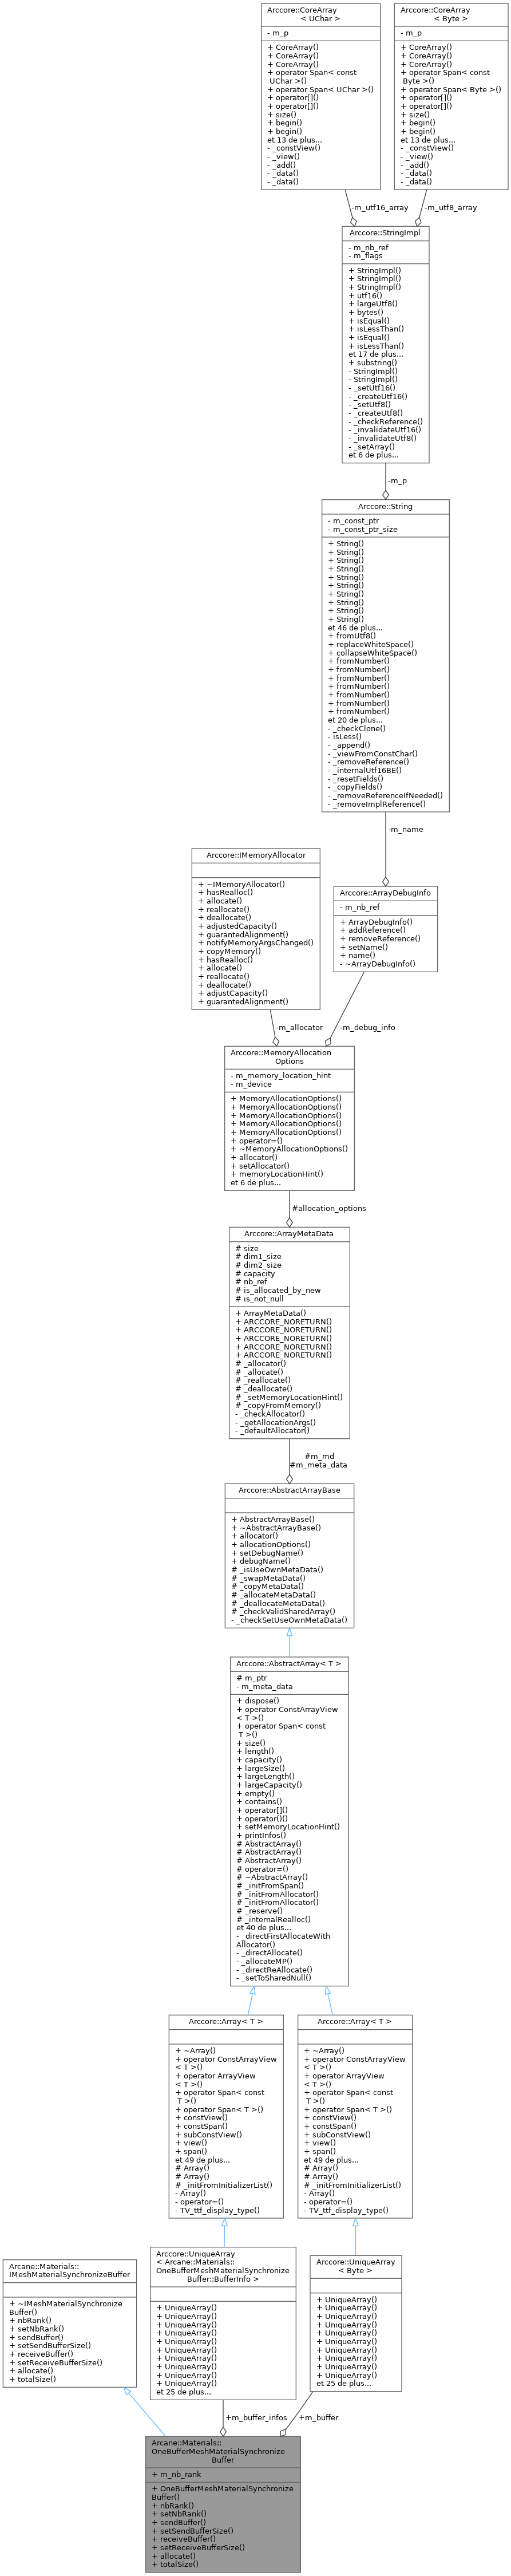 Arccore::CoreArray
< UChar >
- m_p
+ CoreArray()
+ CoreArray()
+ CoreArray()
+ operator Span< const
UChar >()
+ operator Span< UChar >()
+ operator[]()
+ operator[]()
+ size()
+ begin()
+ begin()
et 13 de plus...
- _constView()
- _view()
- _add()
- _data()
- _data()
Arccore::CoreArray
< Byte >
- m_p
+ CoreArray()
+ CoreArray()
+ CoreArray()
+ operator Span< const
Byte >()
+ operator Span< Byte >()
+ operator[]()
+ operator[]()
+ size()
+ begin()
+ begin()
et 13 de plus...
- _constView()
- _view()
- _add()
- _data()
- _data()
-m_utf16_array
-m_utf8_array
Arccore::StringImpl
- m_nb_ref
- m_flags
+ StringImpl()
+ StringImpl()
+ StringImpl()
+ utf16()
+ largeUtf8()
+ bytes()
+ isEqual()
+ isLessThan()
+ isEqual()
+ isLessThan()
et 17 de plus...
+ substring()
- StringImpl()
- StringImpl()
- _setUtf16()
- _createUtf16()
- _setUtf8()
- _createUtf8()
- _checkReference()
- _invalidateUtf16()
- _invalidateUtf8()
- _setArray()
et 6 de plus...
-m_p
Arccore::String
- m_const_ptr
- m_const_ptr_size
+ String()
+ String()
+ String()
+ String()
+ String()
+ String()
+ String()
+ String()
+ String()
+ String()
et 46 de plus...
+ fromUtf8()
+ replaceWhiteSpace()
+ collapseWhiteSpace()
+ fromNumber()
+ fromNumber()
+ fromNumber()
+ fromNumber()
+ fromNumber()
+ fromNumber()
+ fromNumber()
et 20 de plus...
- _checkClone()
- isLess()
- _append()
- _viewFromConstChar()
- _removeReference()
- _internalUtf16BE()
- _resetFields()
- _copyFields()
- _removeReferenceIfNeeded()
- _removeImplReference()
-m_name
Arccore::IMemoryAllocator
+ ~IMemoryAllocator()
+ hasRealloc()
+ allocate()
+ reallocate()
+ deallocate()
+ adjustedCapacity()
+ guarantedAlignment()
+ notifyMemoryArgsChanged()
+ copyMemory()
+ hasRealloc()
+ allocate()
+ reallocate()
+ deallocate()
+ adjustCapacity()
+ guarantedAlignment()
Arccore::ArrayDebugInfo
- m_nb_ref
+ ArrayDebugInfo()
+ addReference()
+ removeReference()
+ setName()
+ name()
- ~ArrayDebugInfo()
-m_allocator
-m_debug_info
Arccore::MemoryAllocation
Options
- m_memory_location_hint
- m_device
+ MemoryAllocationOptions()
+ MemoryAllocationOptions()
+ MemoryAllocationOptions()
+ MemoryAllocationOptions()
+ MemoryAllocationOptions()
+ operator=()
+ ~MemoryAllocationOptions()
+ allocator()
+ setAllocator()
+ memoryLocationHint()
et 6 de plus...
#allocation_options
Arccore::ArrayMetaData
# size
# dim1_size
# dim2_size
# capacity
# nb_ref
# is_allocated_by_new
# is_not_null
+ ArrayMetaData()
+ ARCCORE_NORETURN()
+ ARCCORE_NORETURN()
+ ARCCORE_NORETURN()
+ ARCCORE_NORETURN()
+ ARCCORE_NORETURN()
# _allocator()
# _allocate()
# _reallocate()
# _deallocate()
# _setMemoryLocationHint()
# _copyFromMemory()
- _checkAllocator()
- _getAllocationArgs()
- _defaultAllocator()
#m_md
#m_meta_data
Arccore::AbstractArrayBase
+ AbstractArrayBase()
+ ~AbstractArrayBase()
+ allocator()
+ allocationOptions()
+ setDebugName()
+ debugName()
# _isUseOwnMetaData()
# _swapMetaData()
# _copyMetaData()
# _allocateMetaData()
# _deallocateMetaData()
# _checkValidSharedArray()
- _checkSetUseOwnMetaData()
Arccore::AbstractArray< T >
# m_ptr
- m_meta_data
+ dispose()
+ operator ConstArrayView
< T >()
+ operator Span< const
T >()
+ size()
+ length()
+ capacity()
+ largeSize()
+ largeLength()
+ largeCapacity()
+ empty()
+ contains()
+ operator[]()
+ operator()()
+ setMemoryLocationHint()
+ printInfos()
# AbstractArray()
# AbstractArray()
# AbstractArray()
# operator=()
# ~AbstractArray()
# _initFromSpan()
# _initFromAllocator()
# _initFromAllocator()
# _reserve()
# _internalRealloc()
et 40 de plus...
- _directFirstAllocateWith
Allocator()
- _directAllocate()
- _allocateMP()
- _directReAllocate()
- _setToSharedNull()
Arccore::Array< T >
+ ~Array()
+ operator ConstArrayView
< T >()
+ operator ArrayView
< T >()
+ operator Span< const
T >()
+ operator Span< T >()
+ constView()
+ constSpan()
+ subConstView()
+ view()
+ span()
et 49 de plus...
# Array()
# Array()
# _initFromInitializerList()
- Array()
- operator=()
- TV_ttf_display_type()
Arccore::Array< T >
+ ~Array()
+ operator ConstArrayView
< T >()
+ operator ArrayView
< T >()
+ operator Span< const
T >()
+ operator Span< T >()
+ constView()
+ constSpan()
+ subConstView()
+ view()
+ span()
et 49 de plus...
# Array()
# Array()
# _initFromInitializerList()
- Array()
- operator=()
- TV_ttf_display_type()
Arcane::Materials::
IMeshMaterialSynchronizeBuffer
+ ~IMeshMaterialSynchronize
Buffer()
+ nbRank()
+ setNbRank()
+ sendBuffer()
+ setSendBufferSize()
+ receiveBuffer()
+ setReceiveBufferSize()
+ allocate()
+ totalSize()
Arccore::UniqueArray
< Arcane::Materials::
OneBufferMeshMaterialSynchronize
Buffer::BufferInfo >
+ UniqueArray()
+ UniqueArray()
+ UniqueArray()
+ UniqueArray()
+ UniqueArray()
+ UniqueArray()
+ UniqueArray()
+ UniqueArray()
+ UniqueArray()
+ UniqueArray()
et 25 de plus...
Arccore::UniqueArray
< Byte >
+ UniqueArray()
+ UniqueArray()
+ UniqueArray()
+ UniqueArray()
+ UniqueArray()
+ UniqueArray()
+ UniqueArray()
+ UniqueArray()
+ UniqueArray()
+ UniqueArray()
et 25 de plus...
+m_buffer_infos
+m_buffer
Arcane::Materials::
OneBufferMeshMaterialSynchronize
Buffer
+ m_nb_rank
+ OneBufferMeshMaterialSynchronize
Buffer()
+ nbRank()
+ setNbRank()
+ sendBuffer()
+ setSendBufferSize()
+ receiveBuffer()
+ setReceiveBufferSize()
+ allocate()
+ totalSize()